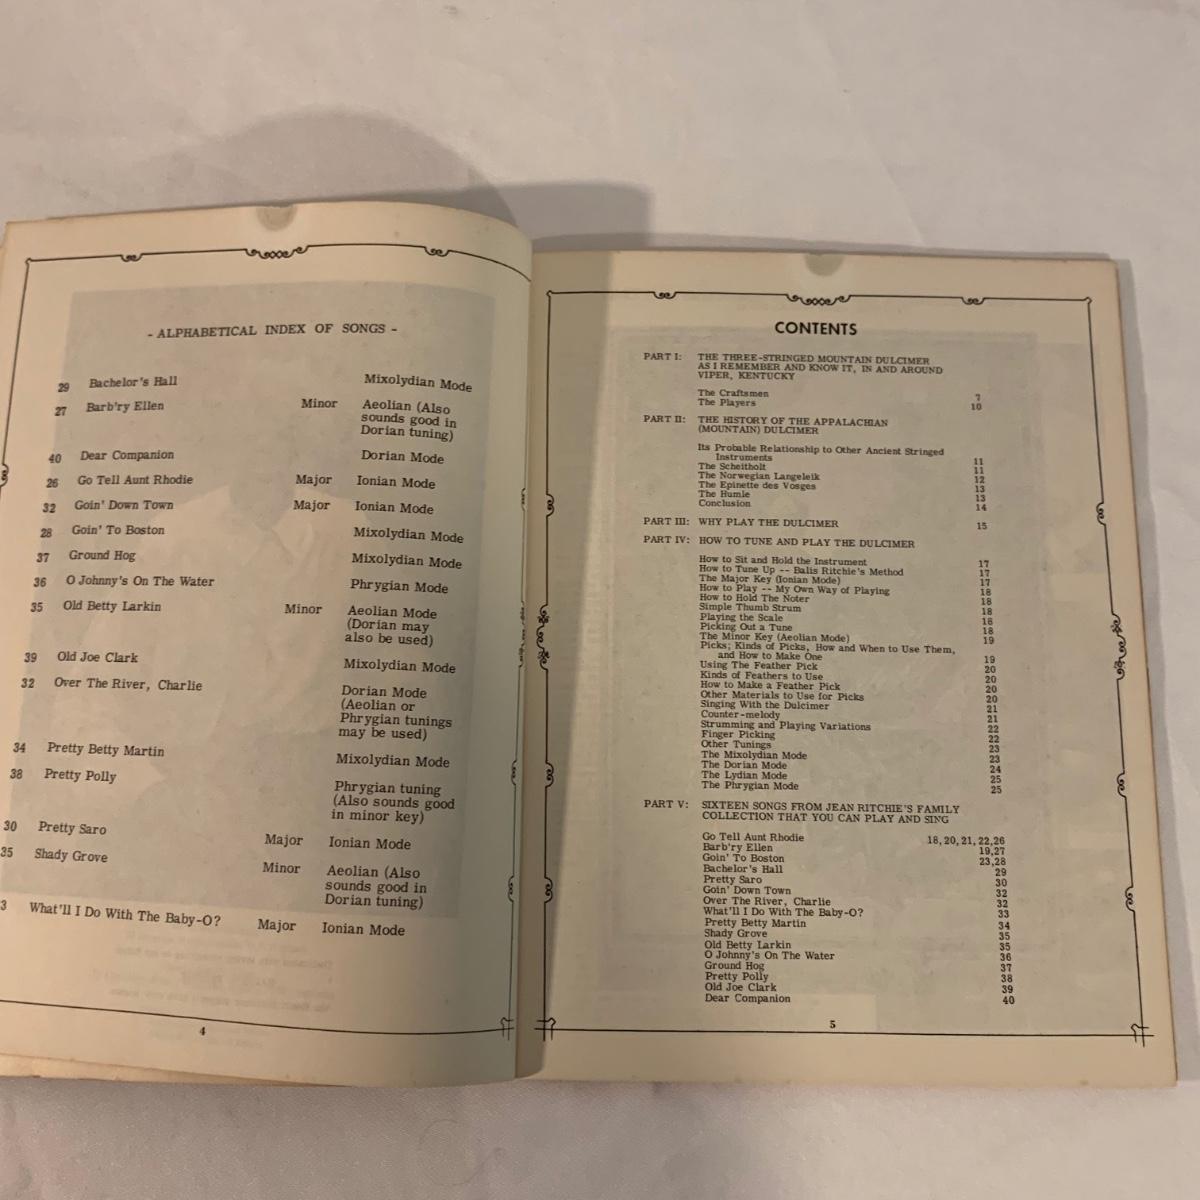 - ALPHABETICAL INDEX OF SONGS -
29 Bachelor's Hall Mixolydian Mode
27 Barb'ry Ellen Minor Aeolian (Also
sounds good in
Dorian tuning)
40 Dear Companion Dorian Mode
26 Go Tell Aunt Rhodie Major Ionian Mode
32 Goin' Down Town Major Ionian Mode
28 Goin' To Boston Mixolydian Mode
37 Ground Hog Mixolydian Mode
36 O Johnny's On The Water Phrygian Mode
35 Old Betty Larkin Minor Aeolian Mode
(Dorian may
also be used)
39 Old Joe Clark Mixolydian Mode
32 Over The River, Charlie Dorian Mode
(Aeolian or
Phrygian tunings
may be used)
34 Pretty Betty Martin Mixolydian Mode
38 Pretty Polly Phrygian tuning
(Also sounds good
in minor key)
30 Pretty Saro Major Ionian Mode
35 Shady Grove Minor Aeolian (Also
sounds good in
Dorian tuning)
3 What'll I Do With The Baby-O? Major Ionian Mode
4
CONTENTS
PART I: THE THREE-STRINGED MOUNTAIN DULCIMER
AS I REMEMBER AND KNOW IT, IN AND AROUND
VIPER, KENTUCKY
The Craftsmen 7
The Players 10
PART II: THE HISTORY OF THE APPALACHIAN
(MOUNTAIN) DULCIMER
Its Probable Relationship to Other Ancient Stringed
Instruments 11
The Scheitholt 11
The Norwegian Langeleik 12
The Epinette des Vosges 13
The Humle 13
Conclusion 14
PART III: WHY PLAY THE DULCIMER 15
PART IV: HOW TO TUNE AND PLAY THE DULCIMER
How to Sit and Hold the Instrument 17
How to Tune Up -- Balis Ritchie's Method 17
The Major Key (Ionian Mode) 17
How to Play -- My Own Way of Playing 18
How to Hold The Noter 18
Simple Thumb Strum 18
Playing the Scale 18
Picking Out a Tune 18
The Minor Key (Aeolian Mode) 19
Picks; Kinds of Picks, How and When to Use Them,
and How to Make One 19
Using The Feather Pick 20
Kinds of Feathers to Use 20
How to Make a Feather Pick 20
Other Materials to Use for Picks 20
Singing With the Dulcimer 21
Counter-melody 21
Strumming and Playing Variations 22
Finger Picking 22
Other Tunings 23
The Mixolydian Mode 23
The Dorian Mode 24
The Lydian Mode 25
The Phrygian Mode 25
PART V: SIXTEEN SONGS FROM JEAN RITCHIE'S FAMILY
COLLECTION THAT YOU CAN PLAY AND SING
Go Tell Aunt Rhodie 18, 20, 21, 22,26
Barb'ry Ellen 19,27
Goin' To Boston 23,28
Bachelor's Hall 29
Pretty Saro 30
Goin' Down Town 32
Over The River, Charlie 32
What'll I Do With The Baby-O? 33
Pretty Betty Martin 34
Shady Grove 35
Old Betty Larkin 35
O Johnny's On The Water 36
Ground Hog 37
Pretty Polly 38
Old Joe Clark 39
Dear Companion 40
5